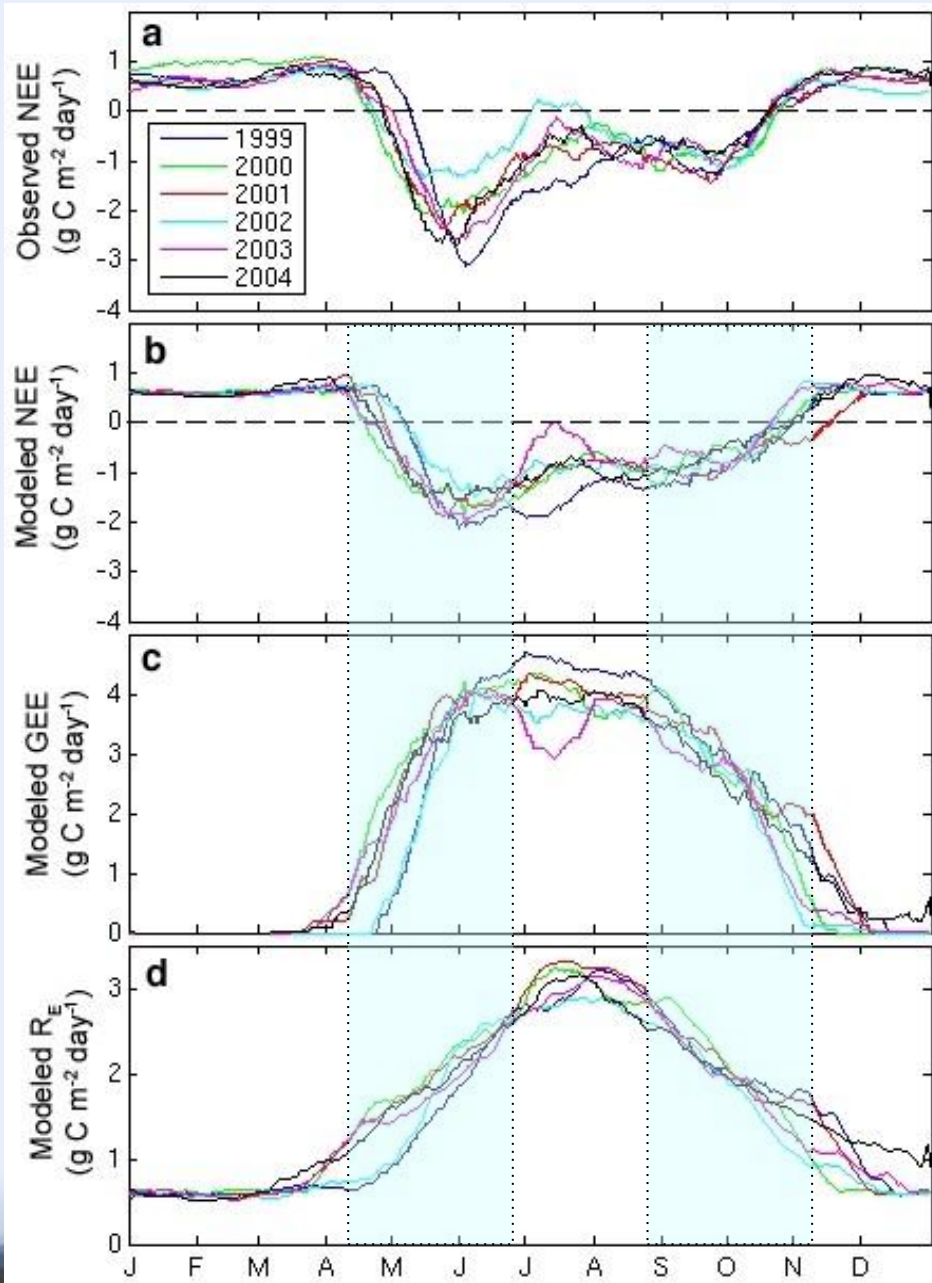 a
1
0
-1
-2
-3
-4
Observed NEE
(g C m-2 day-1)
1999
2000
2001
2002
2003
2004
b
1
0
-1
-2
-3
-4
Modeled NEE
(g C m-2 day-1)
c
4
3
2
1
0
Modeled GEE
(g C m-2 day-1)
d
3
2
1
0
Modeled RE
(g C m-2 day-1)
J F M A M J J A S O N D